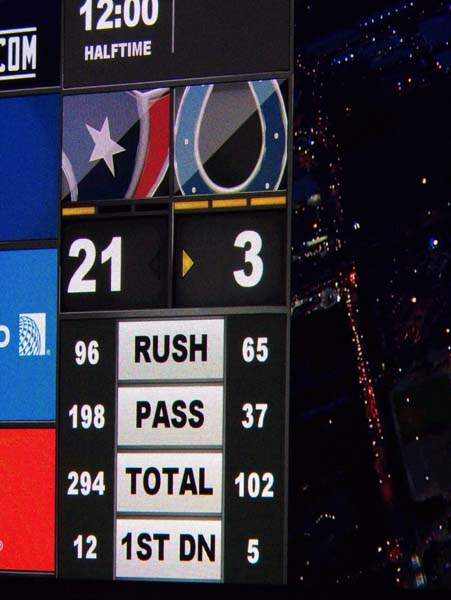 12:00
COM
HALFTIME
21 3
96 RUSH 65
198 PASS 37
294 TOTAL 102
12 1ST DN 5